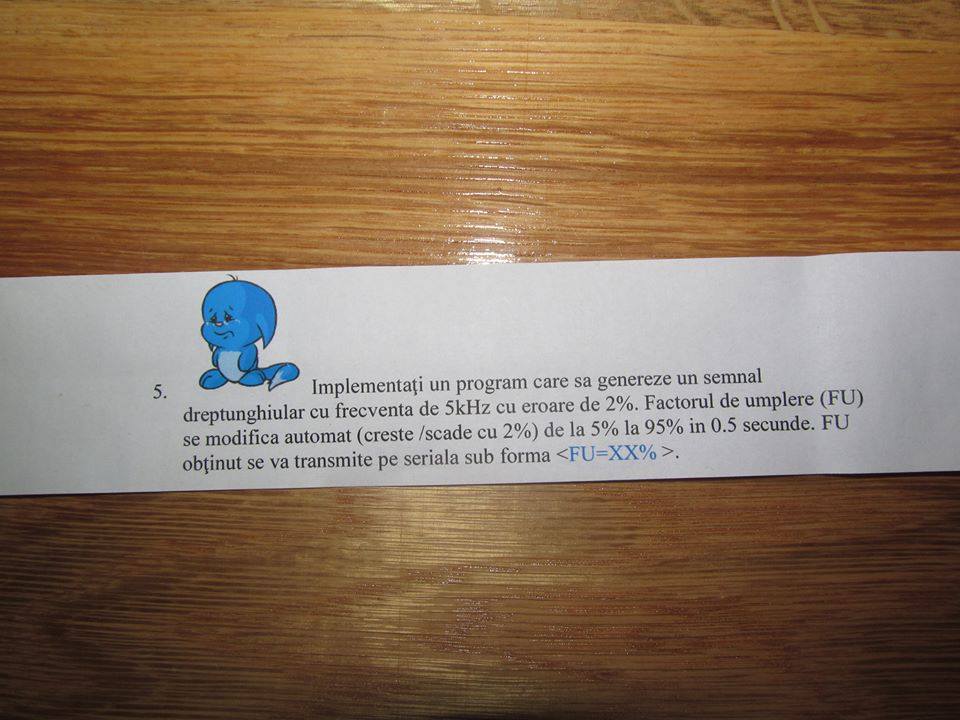 5. Implementaţi un program care sa genereze un semnal
dreptunghiular cu frecventa de 5kHz cu eroare de 2%. Factorul de umplere (FU)
se modifica automat (creste /scade cu 2%) de la 5% la 95% in 0.5 secunde. FU
obţinut se va transmite pe seriala sub forma <FU=XX% >.